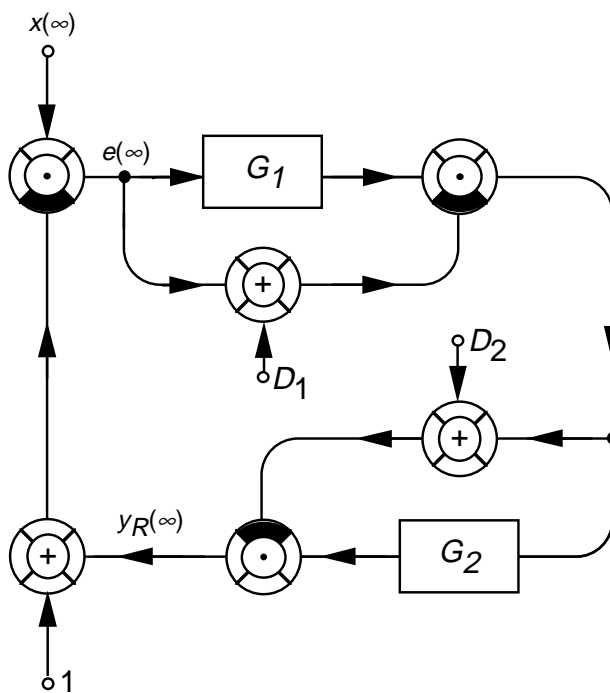 x(∞)
e(∞)
G1
+
D1
D2
+
yR(∞)
G2
+
1